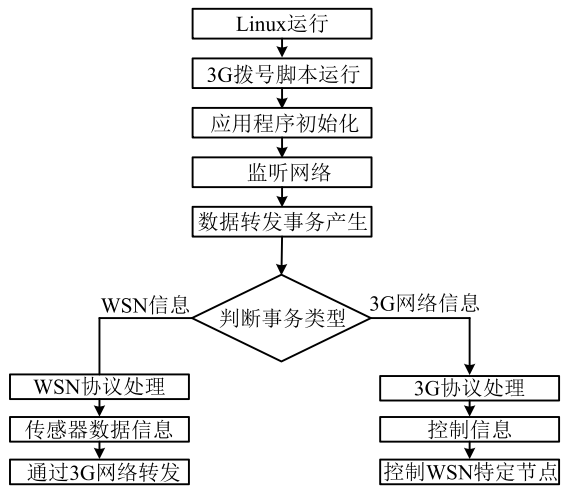 Linux运行
3G拨号脚本运行
应用程序初始化
监听网络
数据转发事务产生
WSN信息
3G网络信息
判断事务类型
WSN协议处理
3G协议处理
传感器数据信息
控制信息
通过3G网络转发
控制WSN特定节点